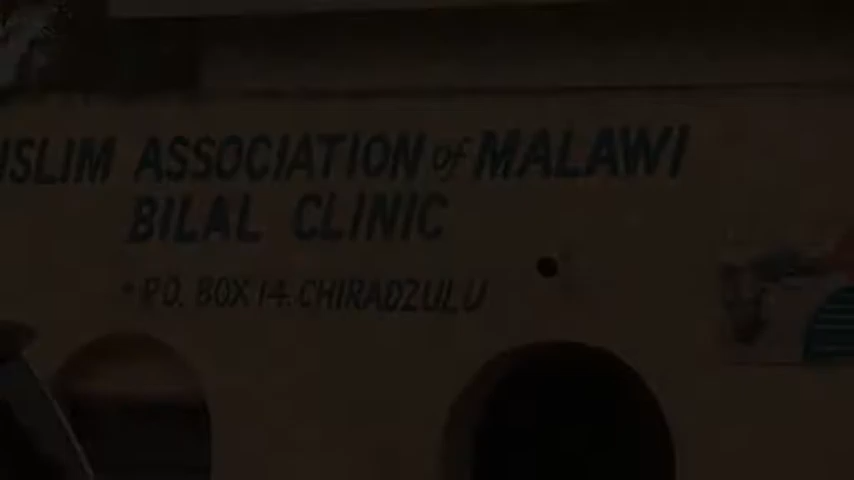 USLIM ASSOCIATION of MALAWI
BILAL CLINIC
P.O. BOX 14. CHIRADZULU